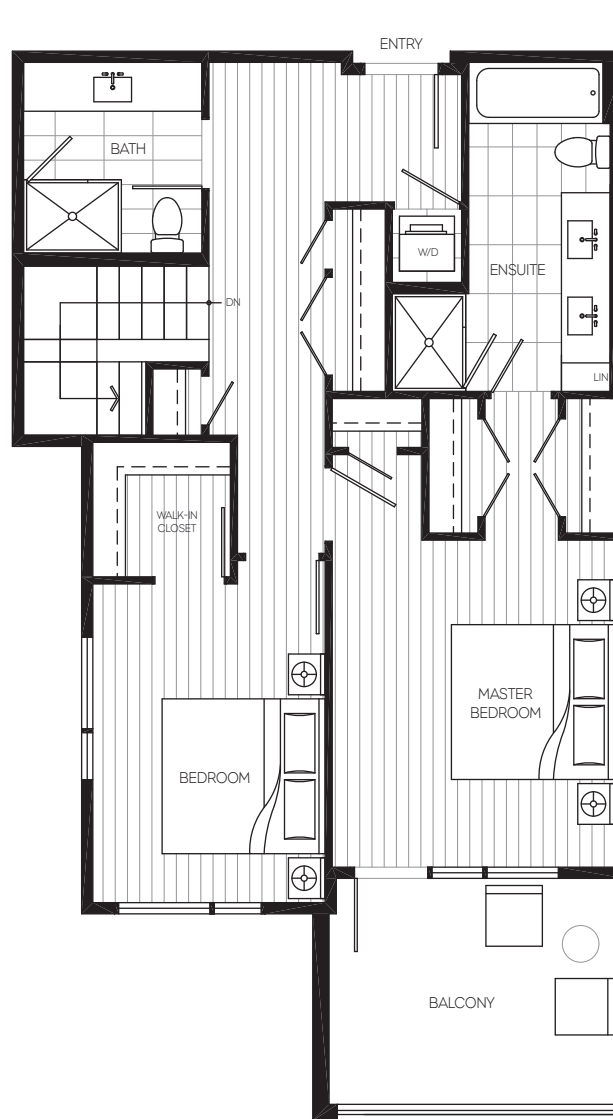 ENTRY
BATH
W/D
ENSUITE
DN
LIN
WALK-IN
CLOSET
MASTER
BEDROOM
BEDROOM
BALCONY